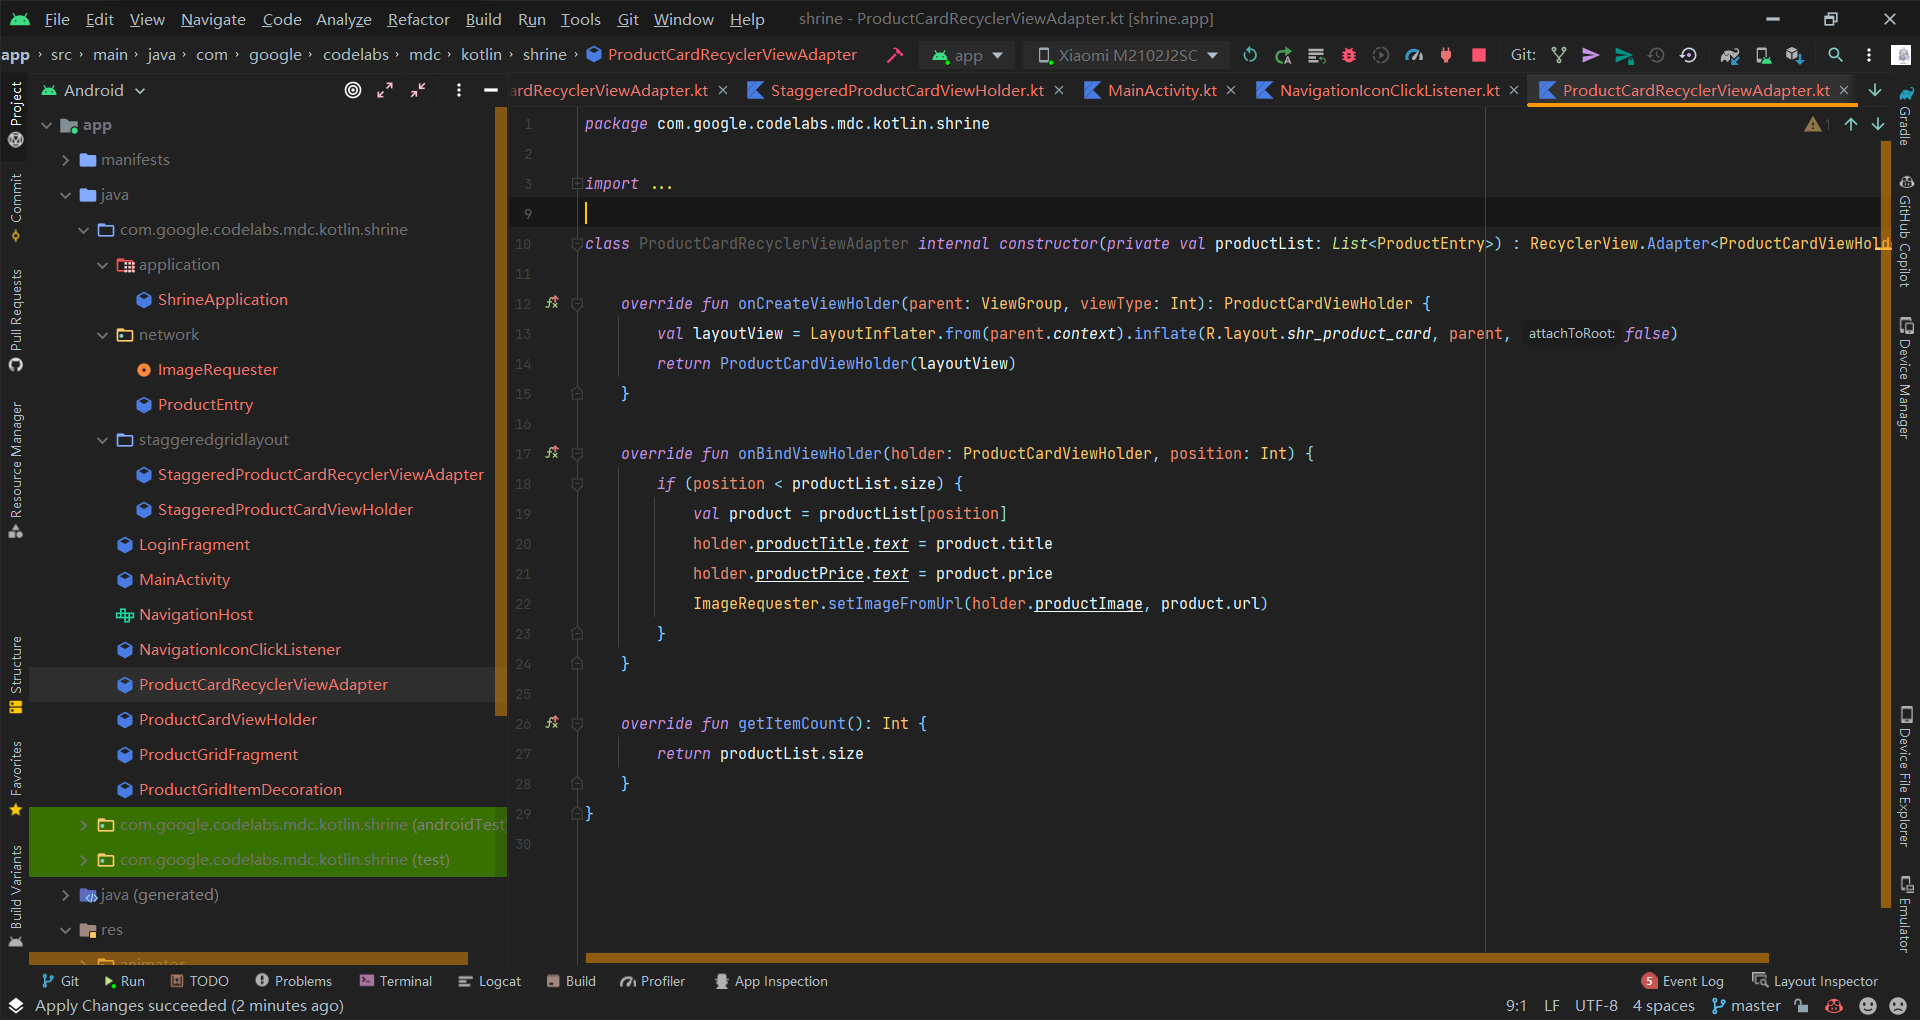 File Edit View Navigate Code Analyze Refactor Build Run Tools Git Window Help shrine - ProductCardRecyclerViewAdapter.kt [shrine.app]
app src main java com google codelabs mdc kotlin shrine ProductCardRecyclerViewAdapter app Xiaomi M2102J2SC Git:
Android
ardRecyclerViewAdapter.kt StaggeredProductCardViewHolder.kt MainActivity.kt NavigationIconClickListener.kt ProductCardRecyclerViewAdapter.kt
Project
Commit
Pull Requests
Resource Manager
Structure
Favorites
Build Variants
app
manifests
java
com.google.codelabs.mdc.kotlin.shrine
application
ShrineApplication
network
ImageRequester
ProductEntry
staggeredgridlayout
StaggeredProductCardRecyclerViewAdapter
StaggeredProductCardViewHolder
LoginFragment
MainActivity
NavigationHost
NavigationIconClickListener
ProductCardRecyclerViewAdapter
ProductCardViewHolder
ProductGridFragment
ProductGridItemDecoration
com.google.codelabs.mdc.kotlin.shrine (androidTest)
com.google.codelabs.mdc.kotlin.shrine (test)
java (generated)
res
animator
1 package com.google.codelabs.mdc.kotlin.shrine
1
2
3 import ...
9
10 class ProductCardRecyclerViewAdapter internal constructor(private val productList: List<ProductEntry>) : RecyclerView.Adapter<ProductCardViewHold
11
12 override fun onCreateViewHolder(parent: ViewGroup, viewType: Int): ProductCardViewHolder {
13 val layoutView = LayoutInflater.from(parent.context).inflate(R.layout.shr_product_card, parent, attachToRoot: false)
14 return ProductCardViewHolder(layoutView)
15 }
16
17 override fun onBindViewHolder(holder: ProductCardViewHolder, position: Int) {
18 if (position < productList.size) {
19 val product = productList[position]
20 holder.productTitle.text = product.title
21 holder.productPrice.text = product.price
22 ImageRequester.setImageFromUrl(holder.productImage, product.url)
23 }
24 }
25
26 override fun getItemCount(): Int {
27 return productList.size
28 }
29 }
30
Gradle
GitHub Copilot
Device Manager
Device File Explorer
Emulator
Git Run TODO Problems Terminal Logcat Build Profiler App Inspection 5 Event Log Layout Inspector
Apply Changes succeeded (2 minutes ago) 9:1 LF UTF-8 4 spaces master